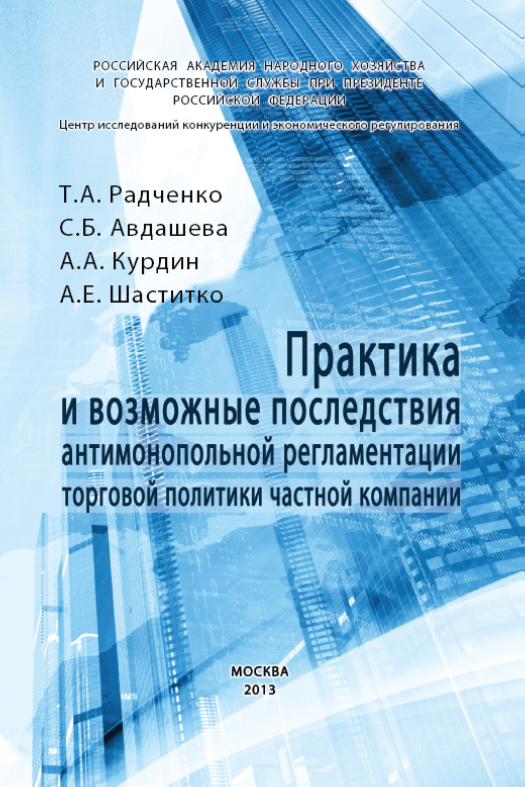 РОССИЙСКАЯ АКАДЕМИЯ НАРОДНОГО ХОЗЯЙСТВА
И ГОСУДАРСТВЕННОЙ СЛУЖБЫ ПРИ ПРЕЗИДЕНТЕ
РОССИЙСКОЙ ФЕДЕРАЦИИ
Центр исследований конкуренции и экономического регулирования
Т.А. Радченко
С.Б. Авдашева
А.А. Курдин
А.Е. Шаститко
Практика
и возможные последствия
антимонопольной регламентации
торговой политики частной компании
МОСКВА
2013